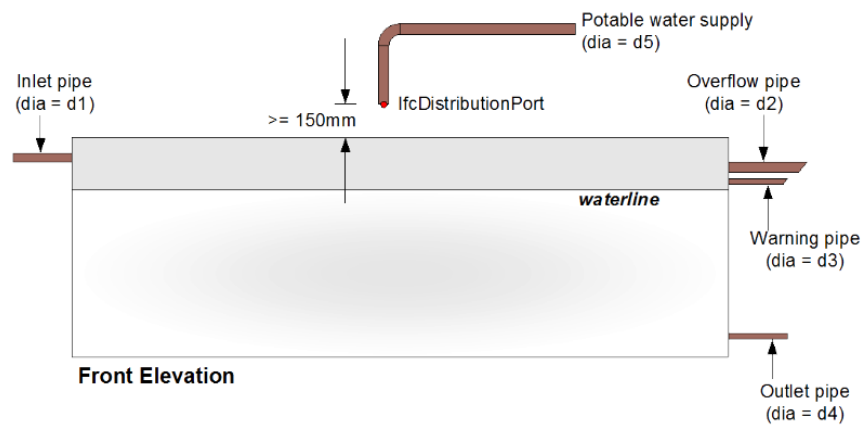 Potable water supply
(dia = d5)
Inlet pipe
(dia = d1)
Overflow pipe
(dia = d2)
IfcDistributionPort
>= 150mm
waterline
Warning pipe
(dia = d3)
Front Elevation
Outlet pipe
(dia = d4)